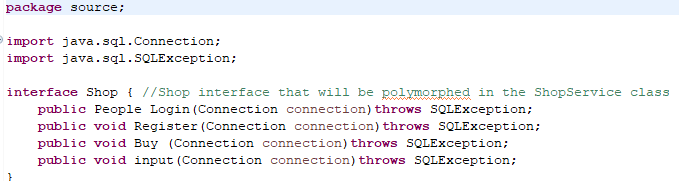 package source;
import java.sql.Connection;
import java.sql.SQLException;
interface Shop { //Shop interface that will be polymorphed in the ShopService class
public People Login(Connection connection)throws SQLException;
public void Register(Connection connection)throws SQLException;
public void Buy (Connection connection)throws SQLException;
public void input(Connection connection)throws SQLException;
}